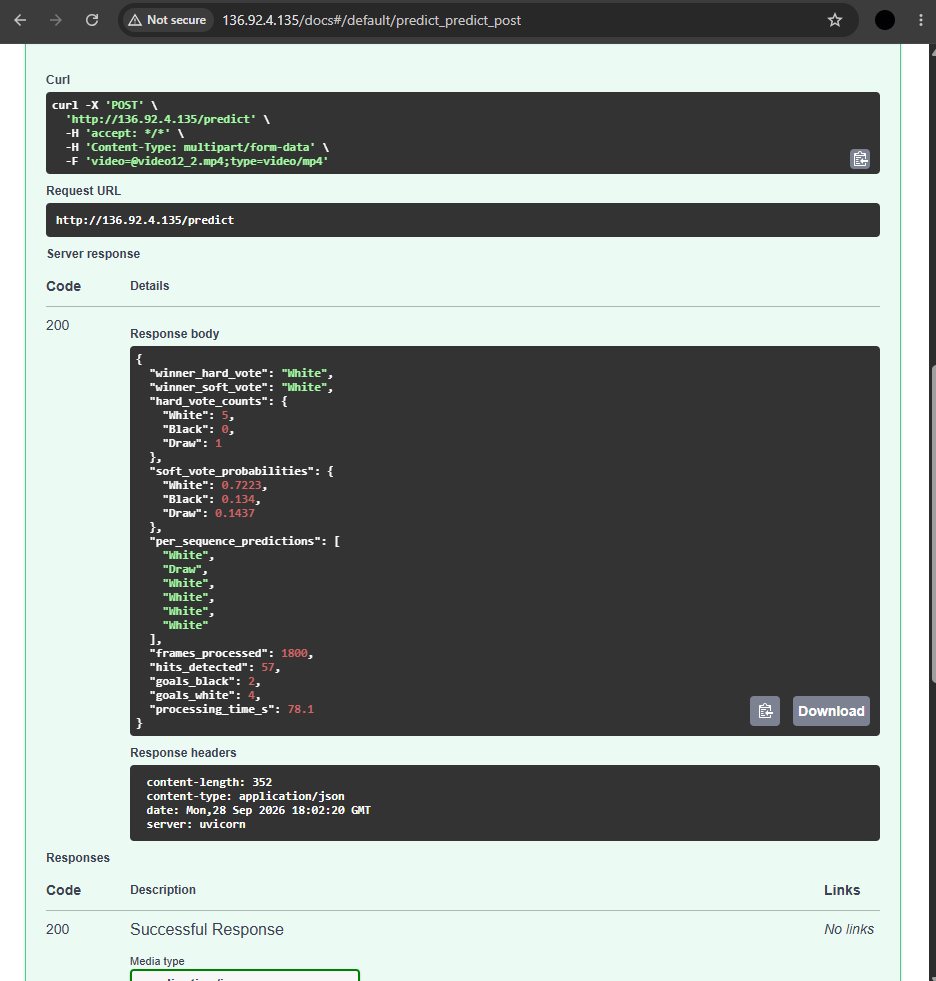 Not secure
136.92.4.135/docs#/default/predict_predict_post
Curl
curl -X 'POST' \
  'http://136.92.4.135/predict' \
  -H 'accept: */*' \
  -H 'Content-Type: multipart/form-data' \
  -F 'video=@video12_2.mp4;type=video/mp4'
Request URL
http://136.92.4.135/predict
Server response
Code Details
200
Response body
{
  "winner_hard_vote": "White",
  "winner_soft_vote": "White",
  "hard_vote_counts": {
    "White": 5,
    "Black": 0,
    "Draw": 1
  },
  "soft_vote_probabilities": {
    "White": 0.7223,
    "Black": 0.134,
    "Draw": 0.1437
  },
  "per_sequence_predictions": [
    "White",
    "Draw",
    "White",
    "White",
    "White",
    "White"
  ],
  "frames_processed": 1800,
  "hits_detected": 57,
  "goals_black": 2,
  "goals_white": 4,
  "processing_time_s": 78.1
}
Download
Response headers
content-length: 352
content-type: application/json
date: Mon,28 Sep 2026 18:02:20 GMT
server: uvicorn
Responses
Code Description Links
200 Successful Response No links
Media type